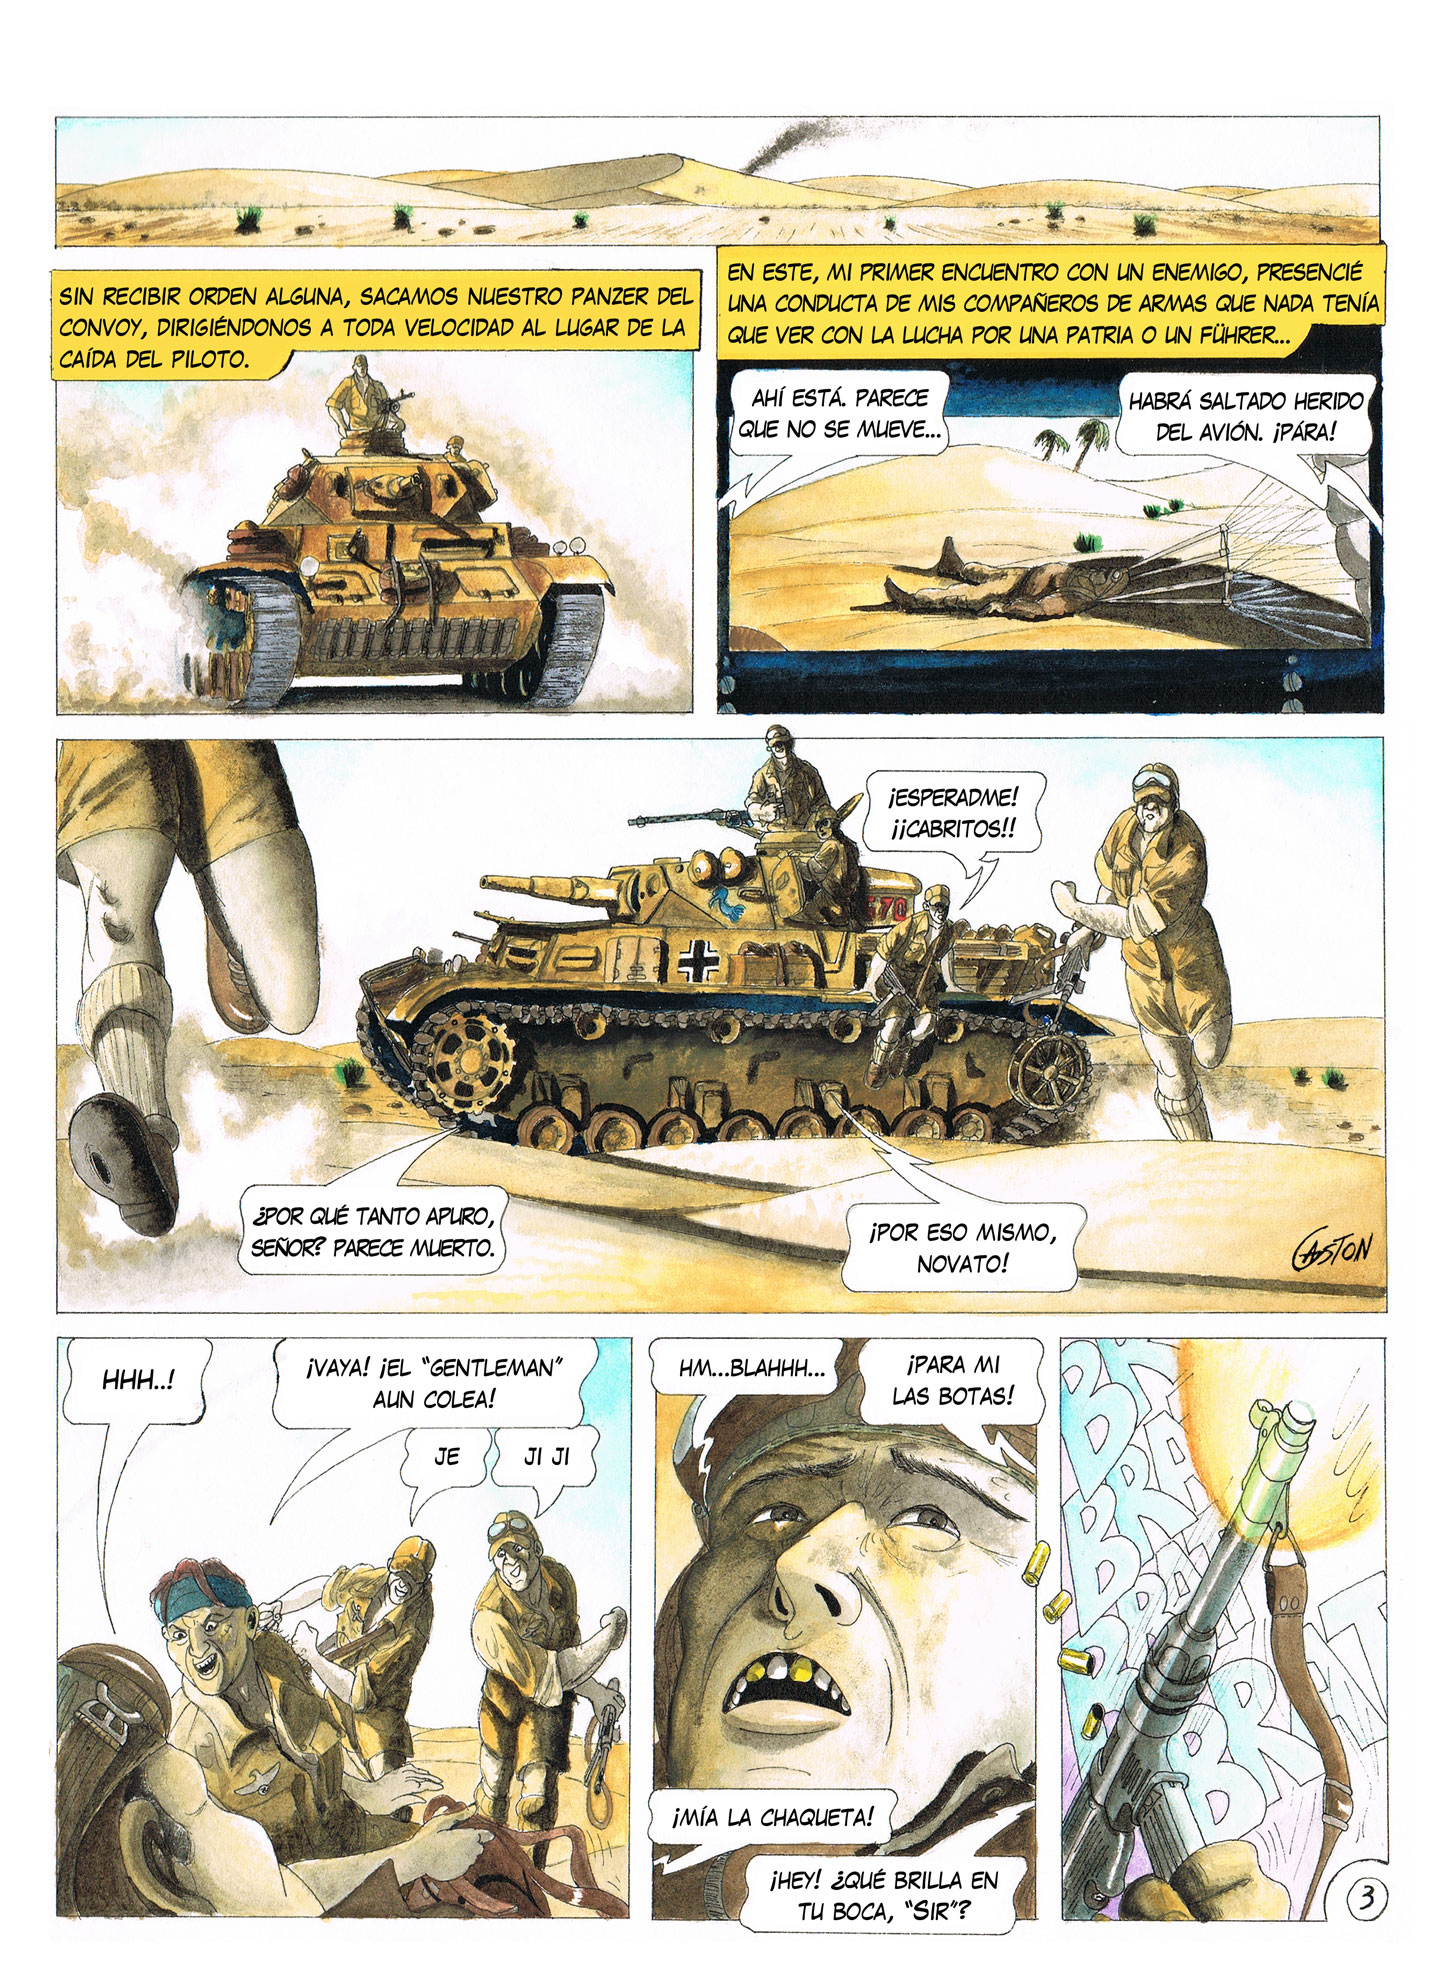 SIN RECIBIR ORDEN ALGUNA, SACAMOS NUESTRO PANZER DEL
CONVOY, DIRIGIÉNDONOS A TODA VELOCIDAD AL LUGAR DE LA
CAÍDA DEL PILOTO.
EN ESTE, MI PRIMER ENCUENTRO CON UN ENEMIGO, PRESENCIÉ
UNA CONDUCTA DE MIS COMPAÑEROS DE ARMAS QUE NADA TENÍA
QUE VER CON LA LUCHA POR UNA PATRIA O UN FÜHRER...
AHÍ ESTÁ. PARECE
QUE NO SE MUEVE...
HABRÁ SALTADO HERIDO
DEL AVIÓN. ¡PÁRA!
¡ESPERADME!
¡¡CABRITOS!!
¿POR QUÉ TANTO APURO,
SEÑOR? PARECE MUERTO.
¡POR ESO MISMO,
NOVATO!
GASTON
HHH..!
¡VAYA! ¡EL "GENTLEMAN"
AUN COLEA!
JE
JI JI
HM...BLAHHH...
¡PARA MI
LAS BOTAS!
¡MÍA LA CHAQUETA!
¡HEY! ¿QUÉ BRILLA EN
TU BOCA, "SIR"?
3